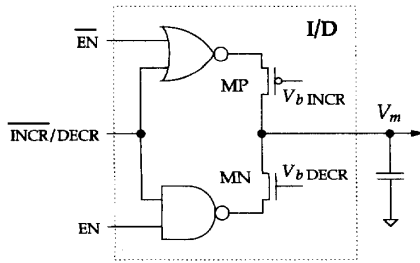 I/D
EN
MP
V_b INCR
V_m
INCR/DECR
MN
V_b DECR
EN